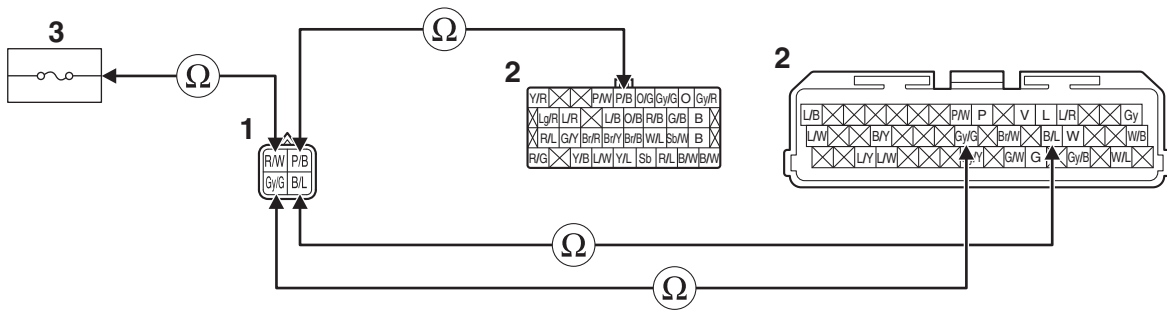 3
Ω
Ω
1
R/W P/B
Gy/G B/L
2
Y/R P/W P/B O/G Gy/G O Gy/R
Lg/R L/R L/B O/B R/B G/B B
R/L G/Y Br/R Br/Y Br/B W/L Sb/W B
R/G Y/B L/W Y/L Sb R/L B/W B/W
2
L/B P/W P V L L/R Gy
L/W B/Y Gy/G Br/W B/L W W/B
L/Y L/W G/W G Gy/B W/L
Ω
Ω